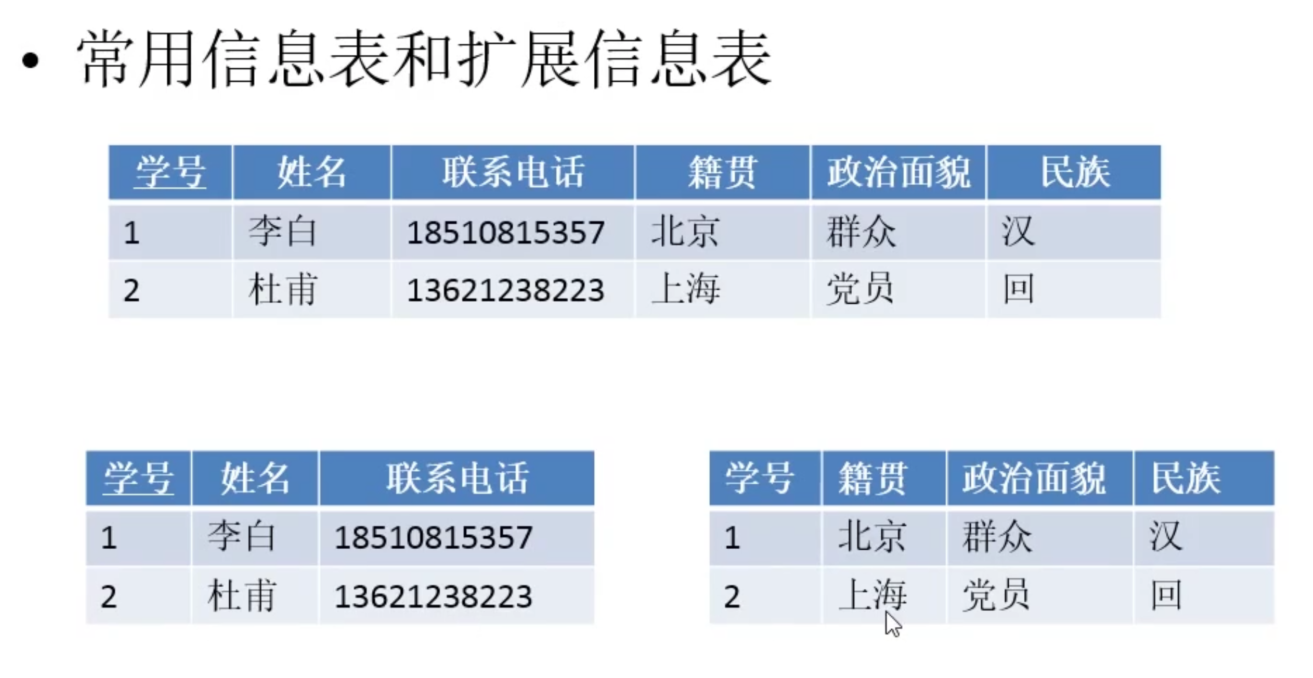 • 常用信息表和扩展信息表
学号 姓名 联系电话 籍贯 政治面貌 民族
1 李白 18510815357 北京 群众 汉
2 杜甫 13621238223 上海 党员 回
学号 姓名 联系电话
1 李白 18510815357
2 杜甫 13621238223
学号 籍贯 政治面貌 民族
1 北京 群众 汉
2 上海 党员 回